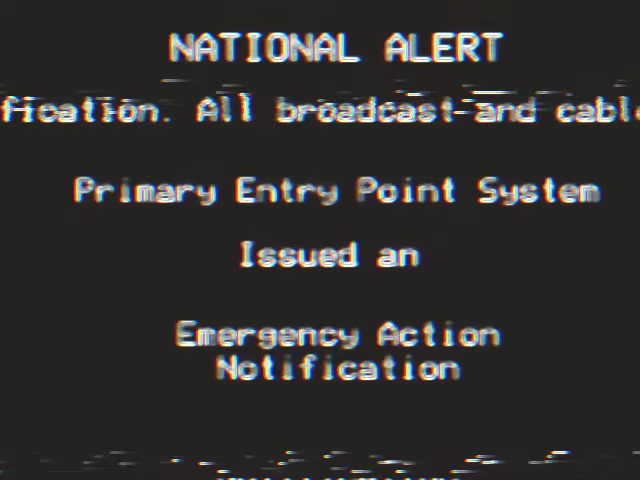 NATIONAL ALERT
fication. All broadcast and cable
Primary Entry Point System
Issued an
Emergency Action
Notification